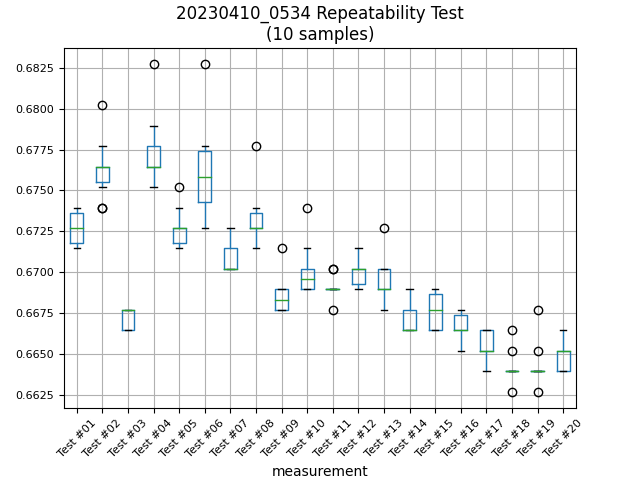 20230410_0534 Repeatability Test
(10 samples)
0.6825
0.6800
0.6775
0.6750
0.6725
0.6700
0.6675
0.6650
0.6625
Test #01
Test #02
Test #03
Test #04
Test #05
Test #06
Test #07
Test #08
Test #09
Test #10
Test #11
Test #12
Test #13
Test #14
Test #15
Test #16
Test #17
Test #18
Test #19
Test #20
measurement